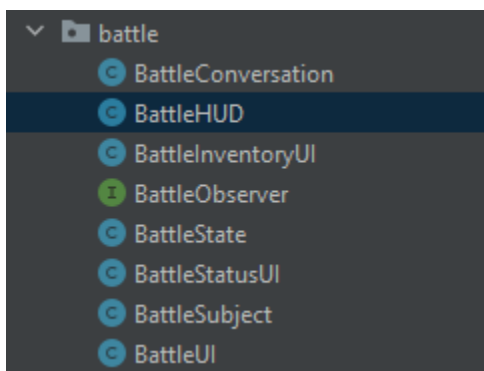 battle
C BattleConversation
C BattleHUD
C BattleInventoryUI
I BattleObserver
C BattleState
C BattleStatusUI
C BattleSubject
C BattleUI